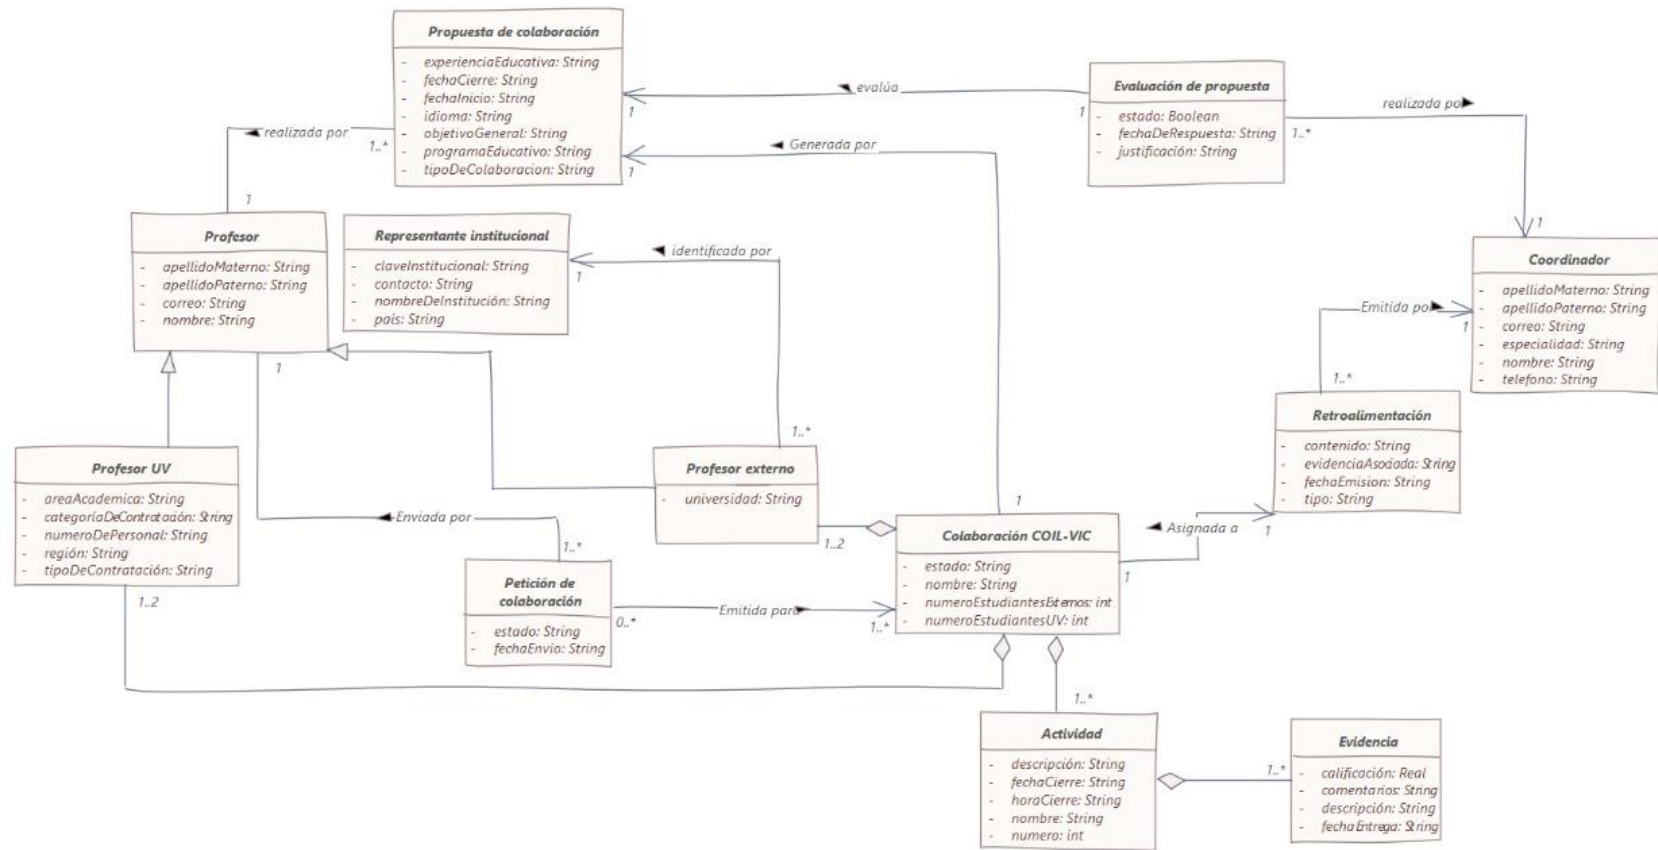 Propuesta de colaboración
- experienciaEducativa: String
- fechaCierre: String
- fechaInicio: String
- idioma: String
- objetivoGeneral: String
- programaEducativo: String
- tipoDeColaboracion: String
evalúa
1
1
Evaluación de propuesta
- estado: Boolean
- fechaDeRespuesta: String
- justificación: String
realizada po
1..*
1
realizada por
1..*
1
Generada por
1
1
Profesor
- apellidoMaterno: String
- apellidoPaterno: String
- correo: String
- nombre: String
Representante institucional
- claveInstitucional: String
- contacto: String
- nombreDeInstitución: String
- pais: String
identificado por
1
1..*
Coordinador
- apellidoMaterno: String
- apellidoPaterno: String
- correo: String
- especialidad: String
- nombre: String
- telefono: String
Emitida po
1
1..*
Retroalimentación
- contenido: String
- evidenciaAsociada: String
- fechaEmision: String
- tipo: String
Profesor UV
- areaAcademica: String
- categoríaDeContratación: String
- numeroDePersonal: String
- región: String
- tipoDeContratación: String
1..2
Profesor externo
- universidad: String
1..2
Enviada por
1
1..*
Petición de
colaboración
- estado: String
- fechaEnvio: String
Emitida para
0..*
1..*
Colaboración COIL-VIC
- estado: String
- nombre: String
- numeroEstudiantesExternos: int
- numeroEstudiantesUV: int
Asignada a
1
1
1..*
Actividad
- descripción: String
- fechaCierre: String
- horaCierre: String
- nombre: String
- numero: int
1..*
Evidencia
- calificación: Real
- comentarios: String
- descripción: String
- fechaEntrega: String